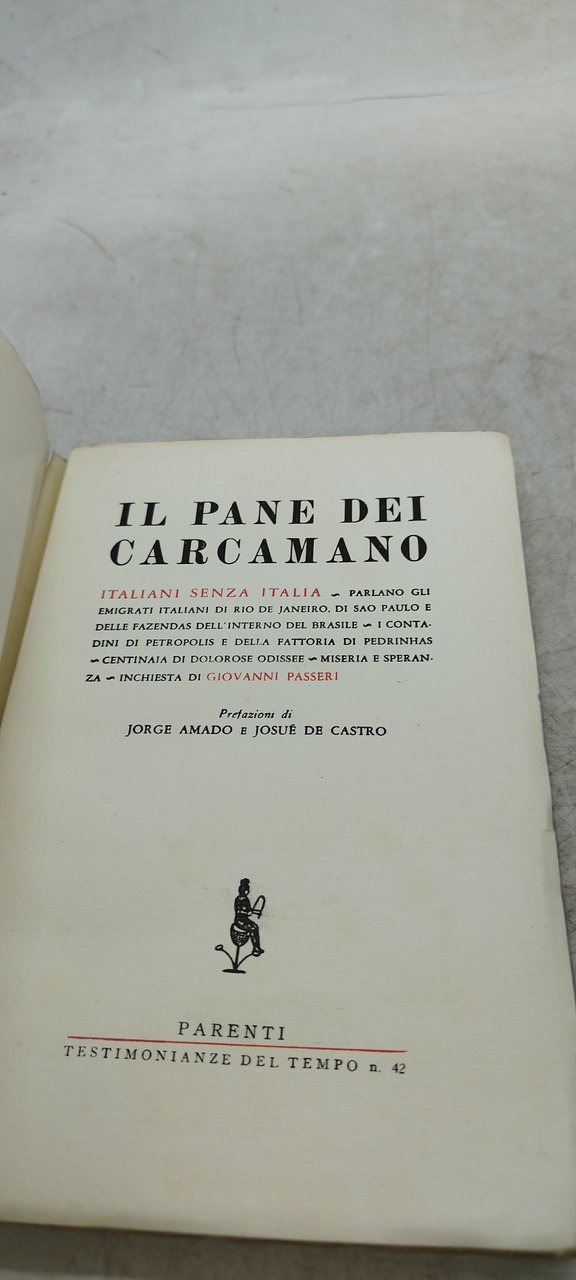 IL PANE DEI
CARCAMANO
ITALIANI SENZA ITALIA ~ PARLANO GLI
EMIGRATI ITALIANI DI RIO DE JANEIRO, DI SAO PAULO E
DELLE FAZENDAS DELL'INTERNO DEL BRASILE ~ I CONTA-
DINI DI PETROPOLIS E DELLA FATTORIA DI PEDRINHAS
~ CENTINAIA DI DOLOROSE ODISSEE ~ MISERIA E SPERAN-
ZA ~ INCHIESTA DI GIOVANNI PASSERI
Prefazioni di
JORGE AMADO E JOSUÉ DE CASTRO
PARENTI
TESTIMONIANZE DEL TEMPO n. 42